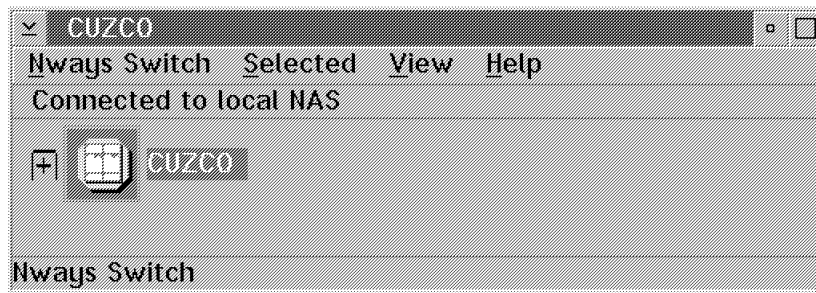 CUZCO
Nways Switch Selected View Help
Connected to local NAS
CUZCO
Nways Switch